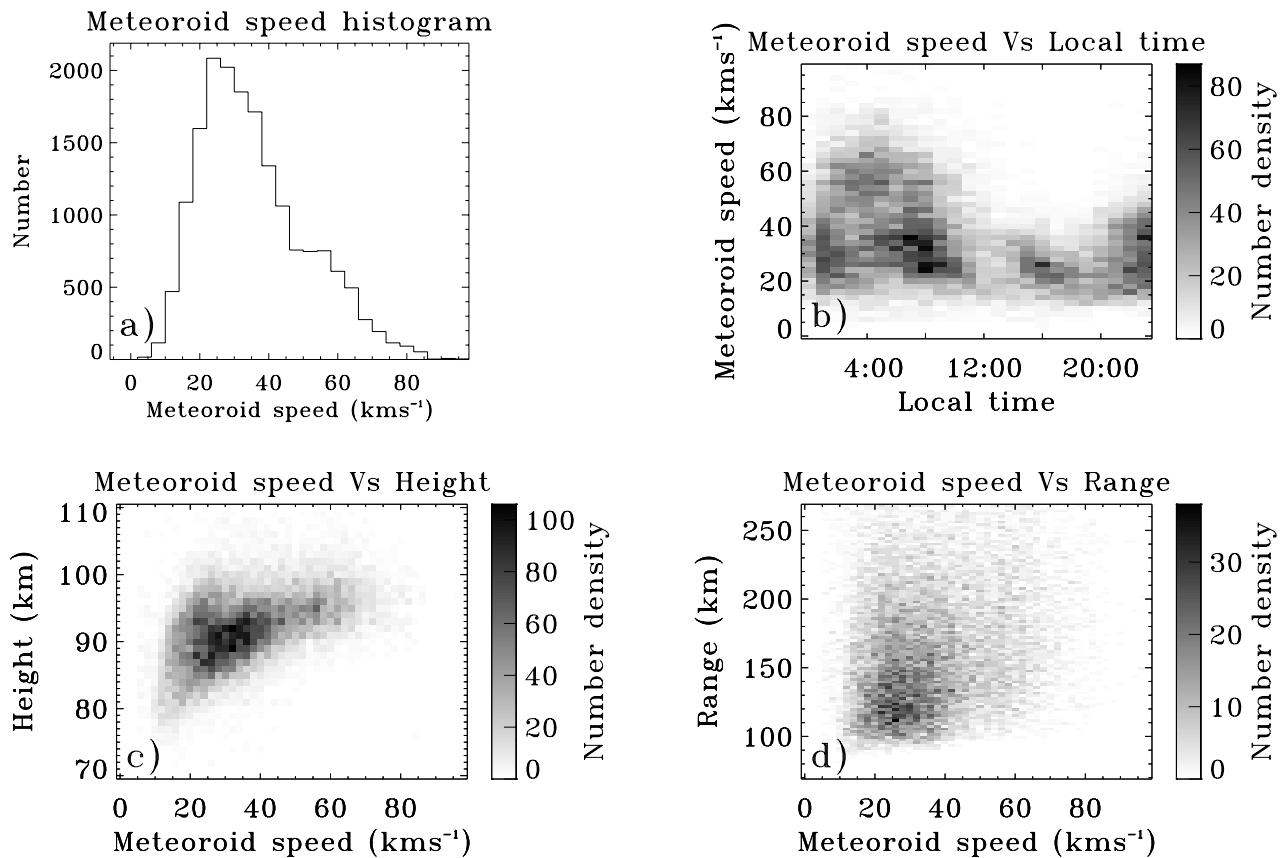 Meteoroid speed histogram
Number
2000
1500
1000
500
0
a)
0 20 40 60 80
Meteoroid speed (kms⁻¹)
Meteoroid speed Vs Local time
Meteoroid speed (kms⁻¹)
80
60
40
20
0
b)
4:00 12:00 20:00
Local time
80
60
40
20
0
Number density
Meteoroid speed Vs Height
Height (km)
110
100
90
80
70
c)
0 20 40 60 80
Meteoroid speed (kms⁻¹)
100
80
60
40
20
0
Number density
Meteoroid speed Vs Range
Range (km)
250
200
150
100
d)
0 20 40 60 80
Meteoroid speed (kms⁻¹)
30
20
10
0
Number density